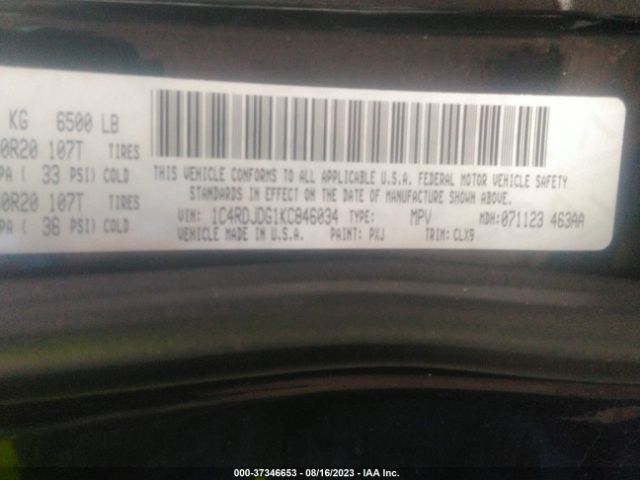 KG 6500 LB
0R20 107T TIRES
PA ( 33 PSI) COLD
0R20 107T TIRES
PA ( 36 PSI) COLD
THIS VEHICLE CONFORMS TO ALL APPLICABLE U.S.A. FEDERAL MOTOR VEHICLE SAFETY
STANDARDS IN EFFECT ON THE DATE OF MANUFACTURE SHOWN ABOVE.
VIN: 1C4RDJDG1KC846034 TYPE: MPV MDH:071123 463AA
VEHICLE MADE IN U.S.A. PAINT: PXJ TRIM: CLX9
000-37346653 - 08/16/2023 - IAA Inc.